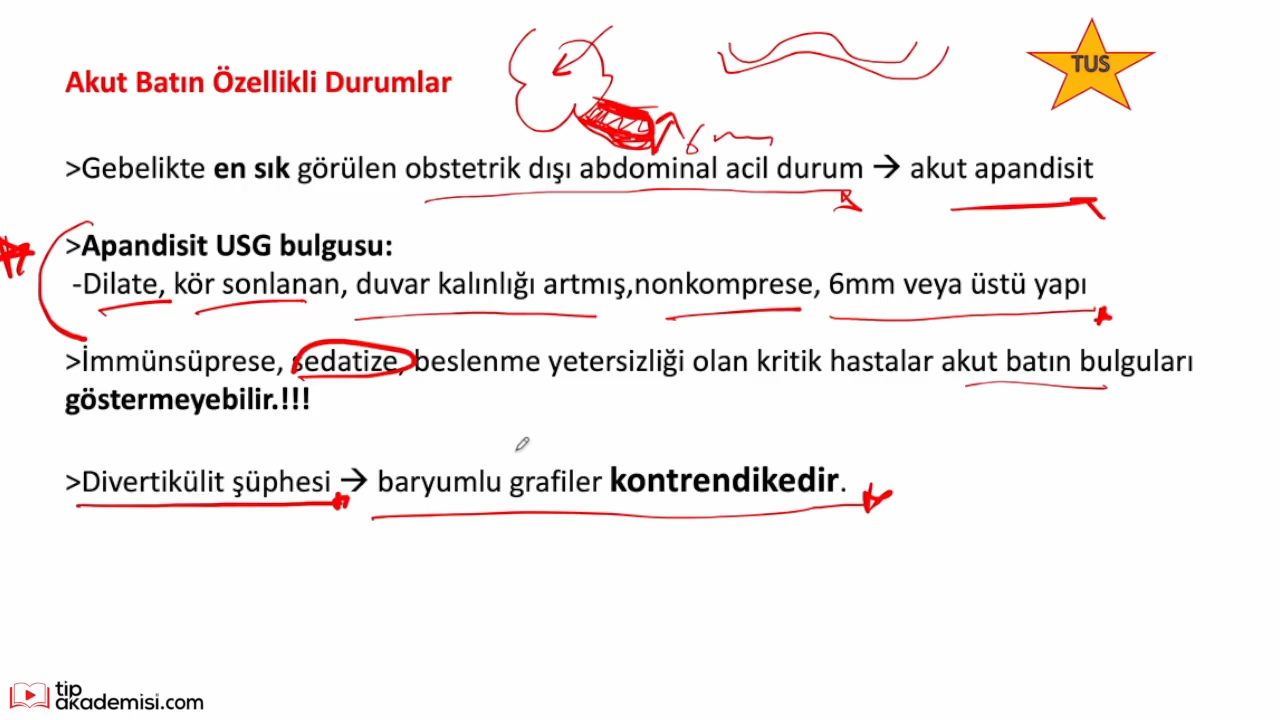 TUS
Akut Batın Özellikli Durumlar
6 mm
>Gebelikte en sık görülen obstetrik dışı abdominal acil durum → akut apandisit
>Apandisit USG bulgusu:
-Dilate, kör sonlanan, duvar kalınlığı artmış,nonkomprese, 6mm veya üstü yapı
>İmmünsüprese, sedatize, beslenme yetersizliği olan kritik hastalar akut batın bulguları
göstermeyebilir.!!!
>Divertikülit şüphesi → baryumlu grafiler kontrendikedir.
tıp
akademisi.com